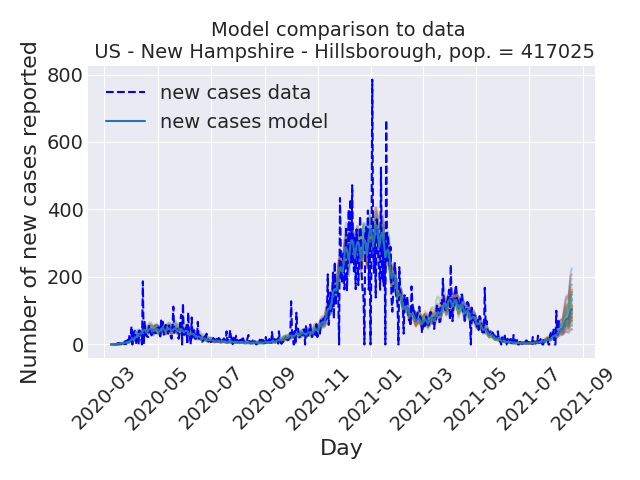 Model comparison to data
US - New Hampshire - Hillsborough, pop. = 417025
Number of new cases reported
800
600
400
200
0
new cases data
new cases model
2020-03
2020-05
2020-07
2020-09
2020-11
2021-01
2021-03
2021-05
2021-07
2021-09
Day